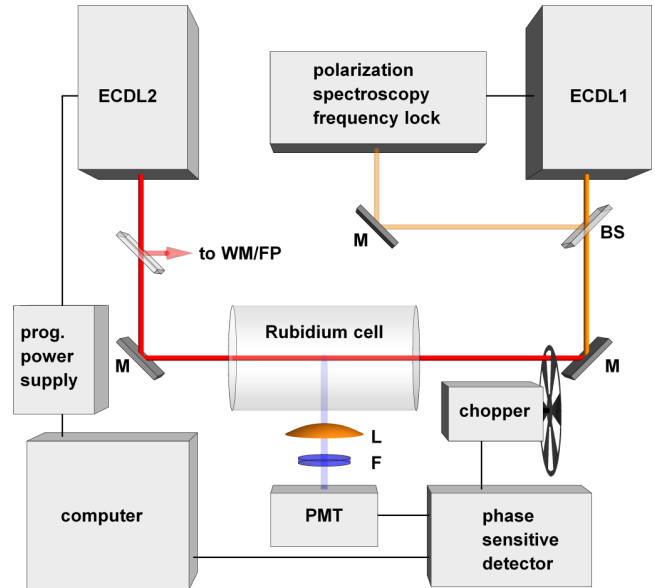 ECDL2
polarization
spectroscopy
frequency lock
ECDL1
M
BS
to WM/FP
Rubidium cell
prog.
power
supply
M
M
chopper
L
F
computer
PMT
phase
sensitive
detector